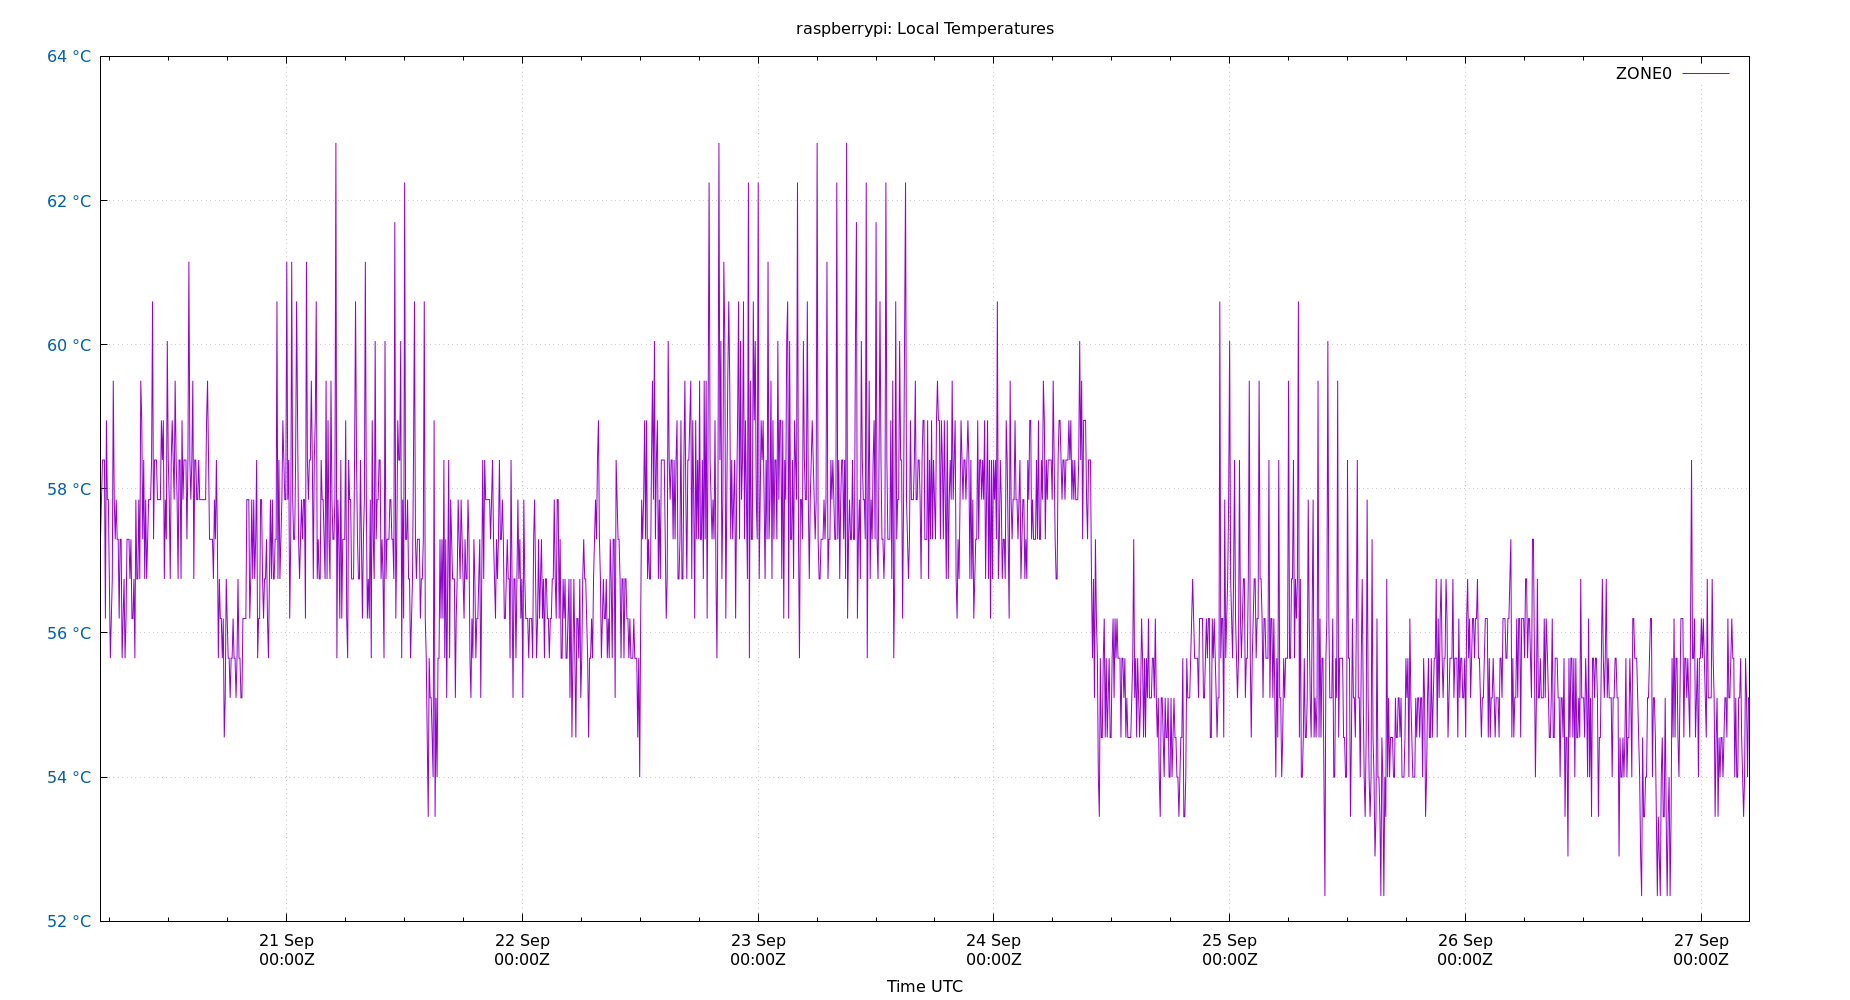 raspberrypi: Local Temperatures
64 °C
ZONE0
62 °C
60 °C
58 °C
56 °C
54 °C
52 °C
21 Sep 22 Sep 23 Sep 24 Sep 25 Sep 26 Sep 27 Sep
00:00Z 00:00Z 00:00Z 00:00Z 00:00Z 00:00Z 00:00Z
Time UTC